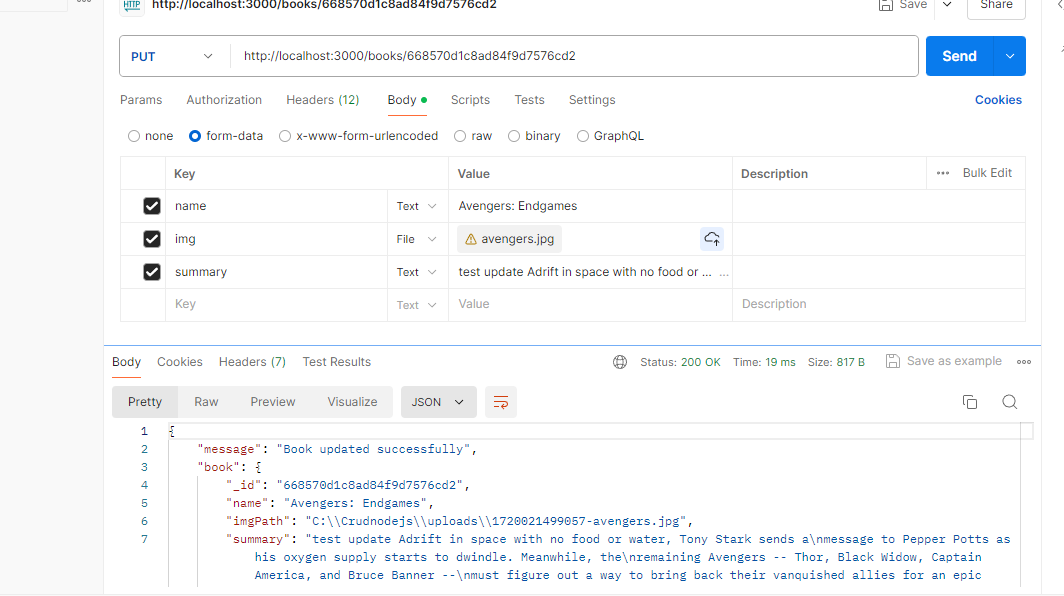 HTTP http://localhost:3000/books/668570d1c8ad84f9d7576cd2 Save Share
PUT http://localhost:3000/books/668570d1c8ad84f9d7576cd2 Send
Params Authorization Headers (12) Body Scripts Tests Settings Cookies
none form-data x-www-form-urlencoded raw binary GraphQL
Key Value Description Bulk Edit
name Text Avengers: Endgames
img File avengers.jpg
summary Text test update Adrift in space with no food or ... ...
Key Text Value Description
Body Cookies Headers (7) Test Results Status: 200 OK Time: 19 ms Size: 817 B Save as example
Pretty Raw Preview Visualize JSON
1 {
2 "message": "Book updated successfully",
3 "book": {
4 "_id": "668570d1c8ad84f9d7576cd2",
5 "name": "Avengers: Endgames",
6 "imgPath": "C:\\Crudnodejs\\uploads\\1720021499057-avengers.jpg",
7 "summary": "test update Adrift in space with no food or water, Tony Stark sends a\nmessage to Pepper Potts as
his oxygen supply starts to dwindle. Meanwhile, the\nremaining Avengers -- Thor, Black Widow, Captain
America, and Bruce Banner --\nmust figure out a way to bring back their vanquished allies for an epic